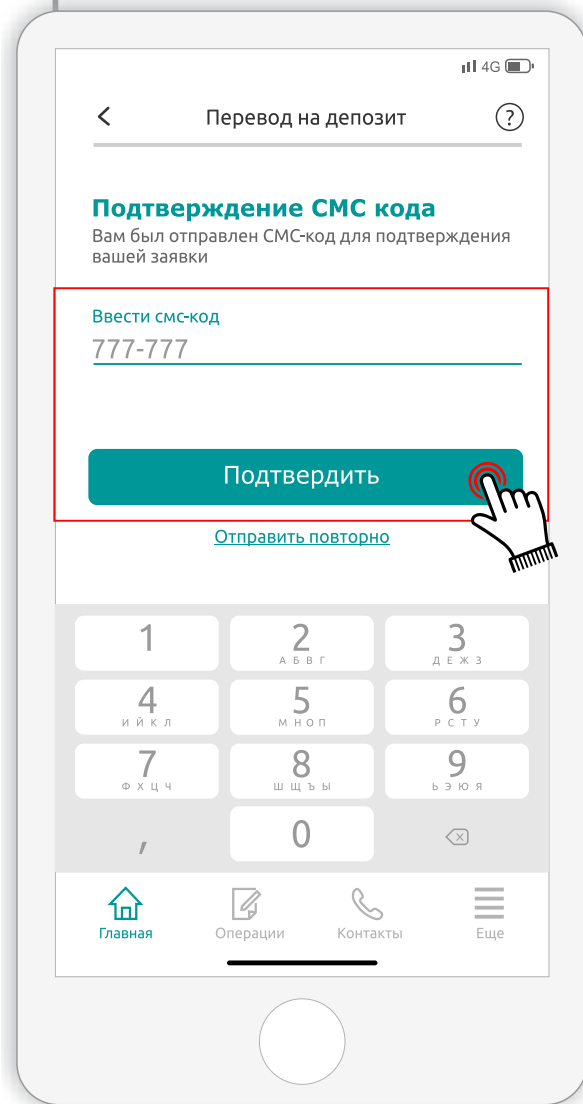 4G
Перевод на депозит ?
Подтверждение СМС кода
Вам был отправлен СМС-код для подтверждения
вашей заявки
Ввести смс-код
777-777
Подтвердить
Отправить повторно
1 2 3
А Б В Г Д Е Ж З
4 5 6
И Й К Л М Н О П Р С Т У
7 8 9
Ф Х Ц Ч Ш Щ Ъ Ы Ь Э Ю Я
, 0
Главная Операции Контакты Еще